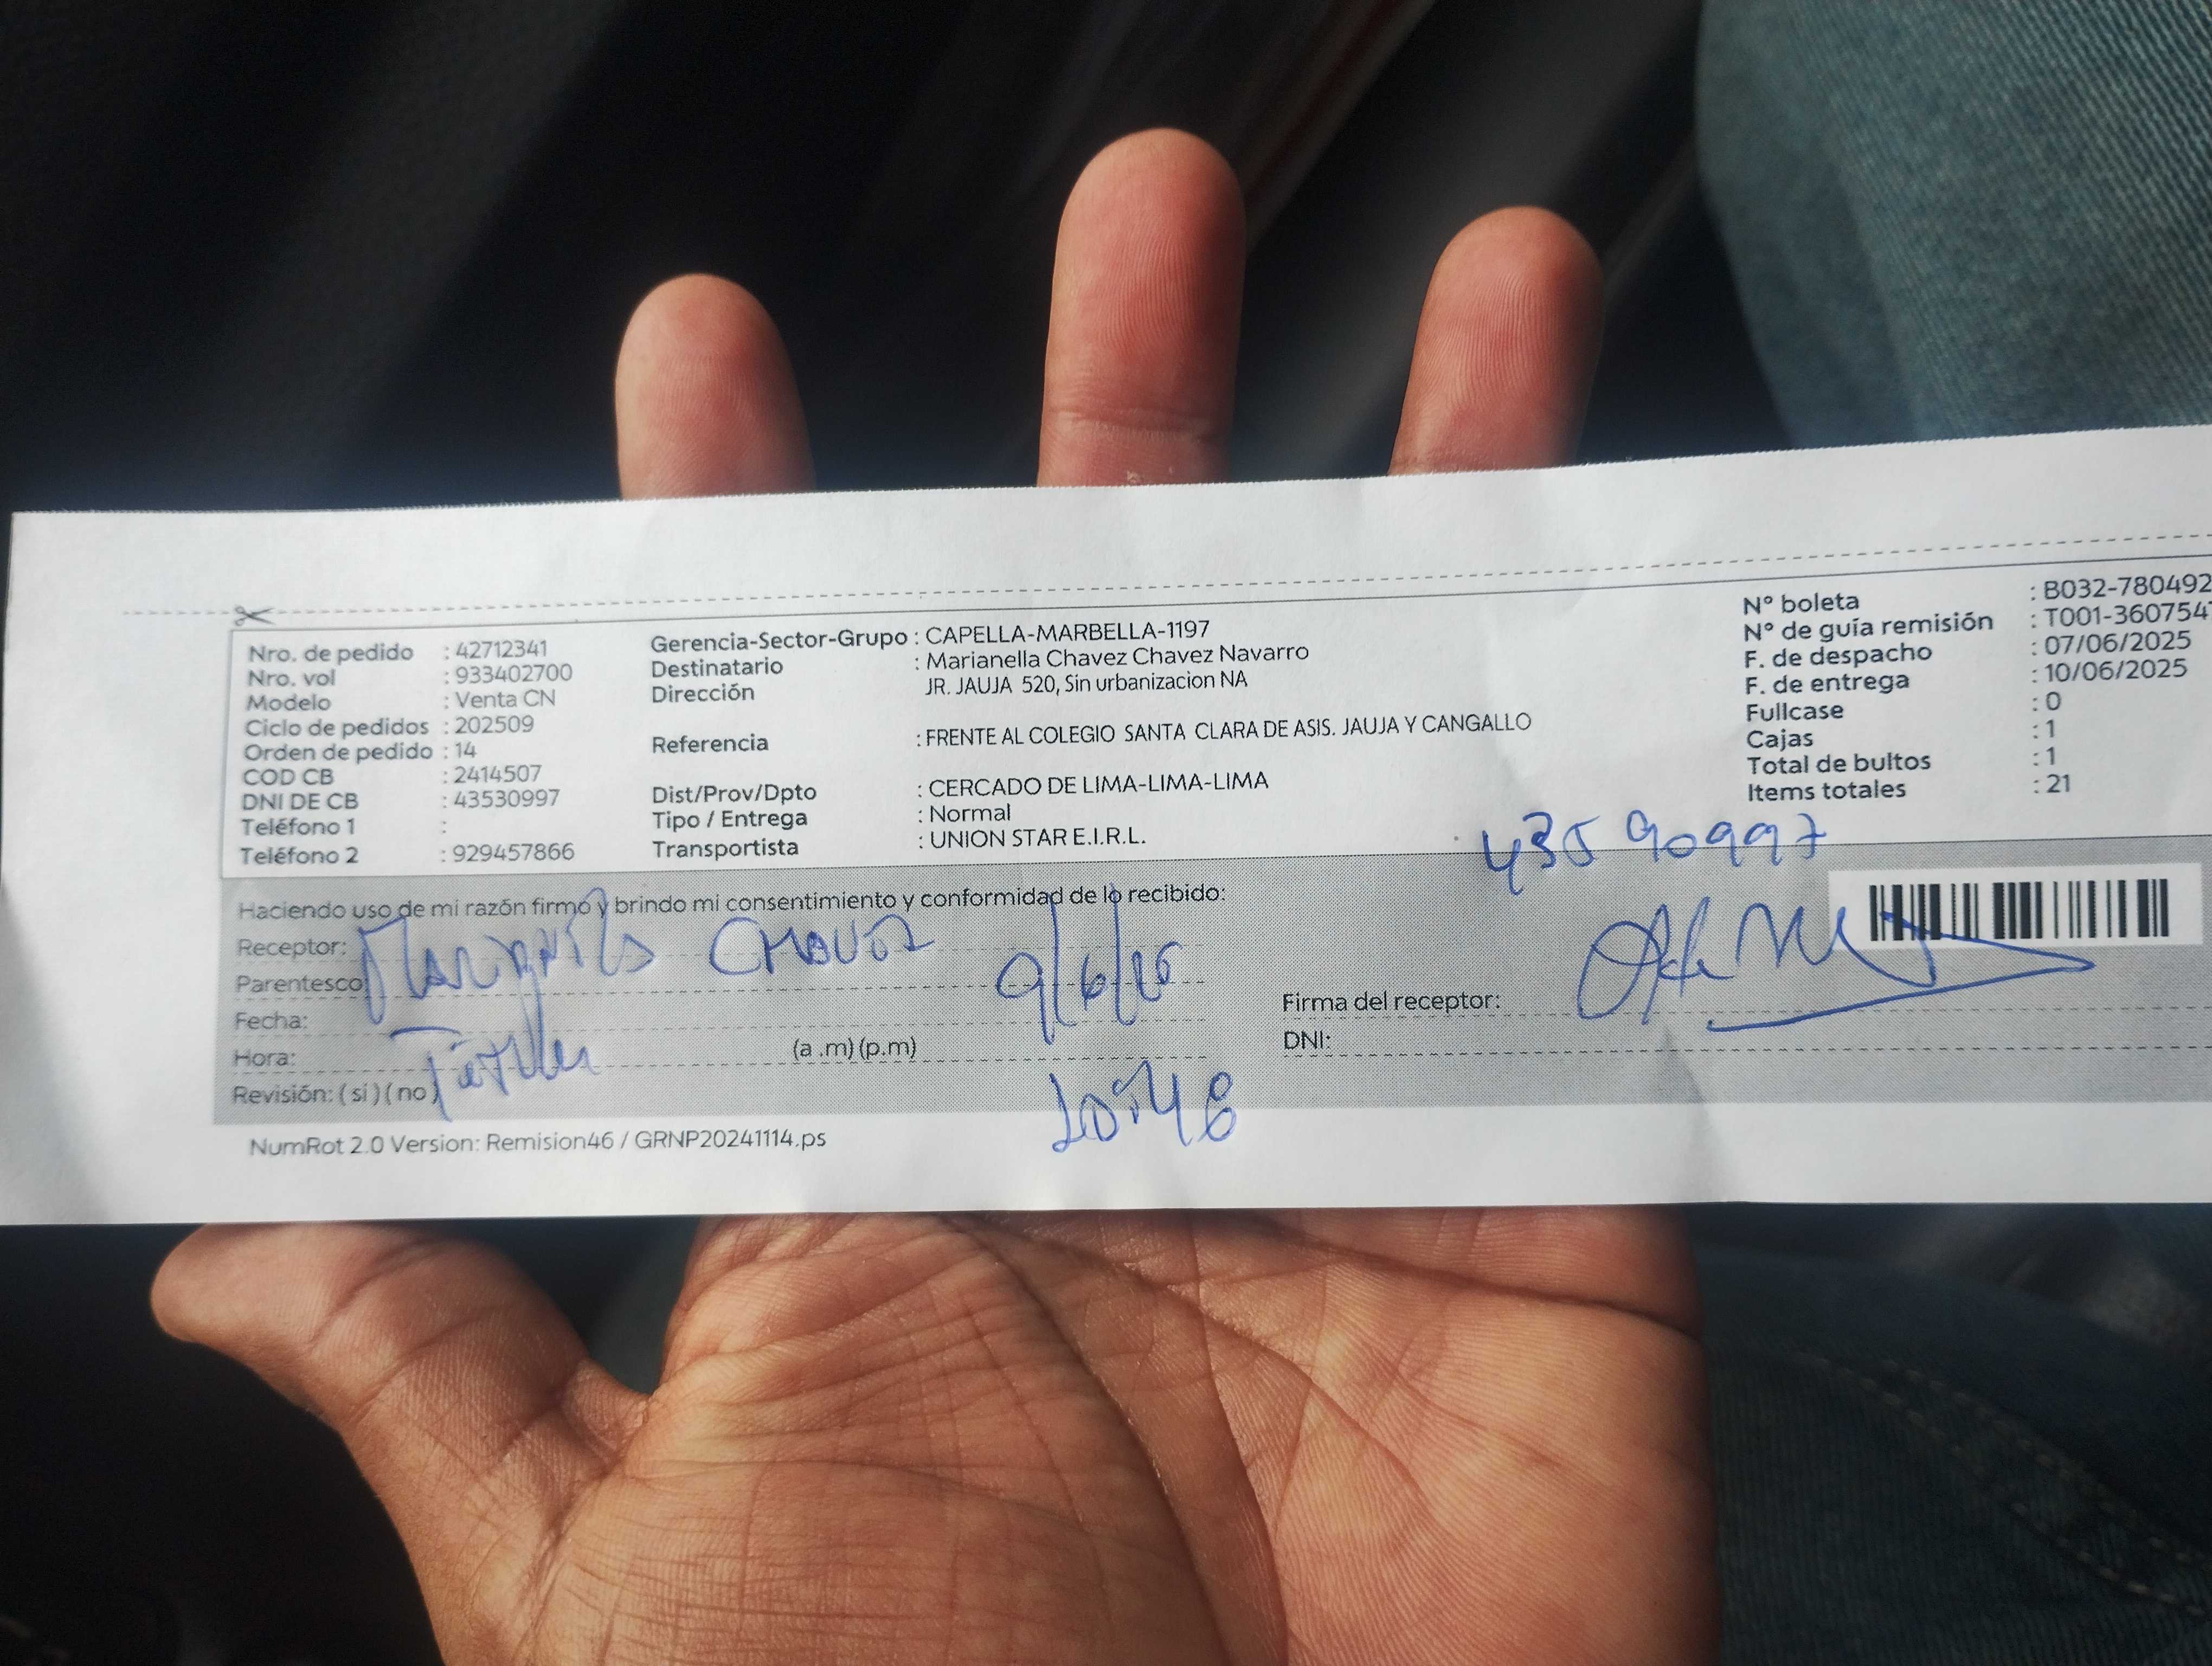 Nro. de pedido : 42712341
Nro. vol : 933402700
Modelo : Venta CN
Ciclo de pedidos : 202509
Orden de pedido : 14
COD CB : 2414507
DNI DE CB : 43530997
Teléfono 1 :
Teléfono 2 : 929457866
Gerencia-Sector-Grupo : CAPELLA-MARBELLA-1197
Destinatario : Marianella Chavez Chavez Navarro
Dirección JR. JAUJA 520, Sin urbanizacion NA
Referencia : FRENTE AL COLEGIO SANTA CLARA DE ASIS. JAUJA Y CANGALLO
Dist/Prov/Dpto : CERCADO DE LIMA-LIMA-LIMA
Tipo / Entrega : Normal
Transportista : UNION STAR E.I.R.L.
N° boleta : B032-780492
N° de guía remisión : T001-360754
F. de despacho : 07/06/2025
F. de entrega : 10/06/2025
Fullcase : 0
Cajas : 1
Total de bultos : 1
Items totales : 21
43590997
Haciendo uso de mi razón firmo y brindo mi consentimiento y conformidad de lo recibido:
Receptor: CHAVEZ
Parentesco:
9/6/25
Fecha:
Hora: (a .m) (p.m)
Revisión: ( si ) ( no )
10:48
Firma del receptor:
DNI:
NumRot 2.0 Version: Remision46 / GRNP20241114.ps